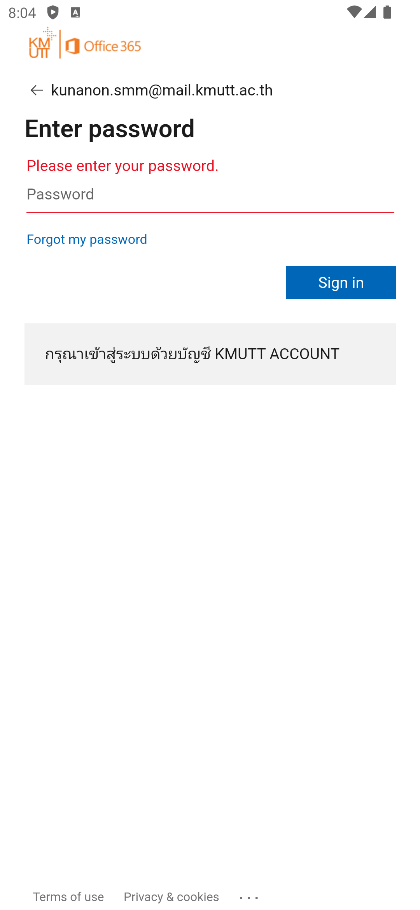 8:04
KM
UTT
Office 365
kunanon.smm@mail.kmutt.ac.th
Enter password
Please enter your password.
Password
Forgot my password
Sign in
กรุณาเข้าสู่ระบบด้วยบัญชี KMUTT ACCOUNT
Terms of use Privacy & cookies ...